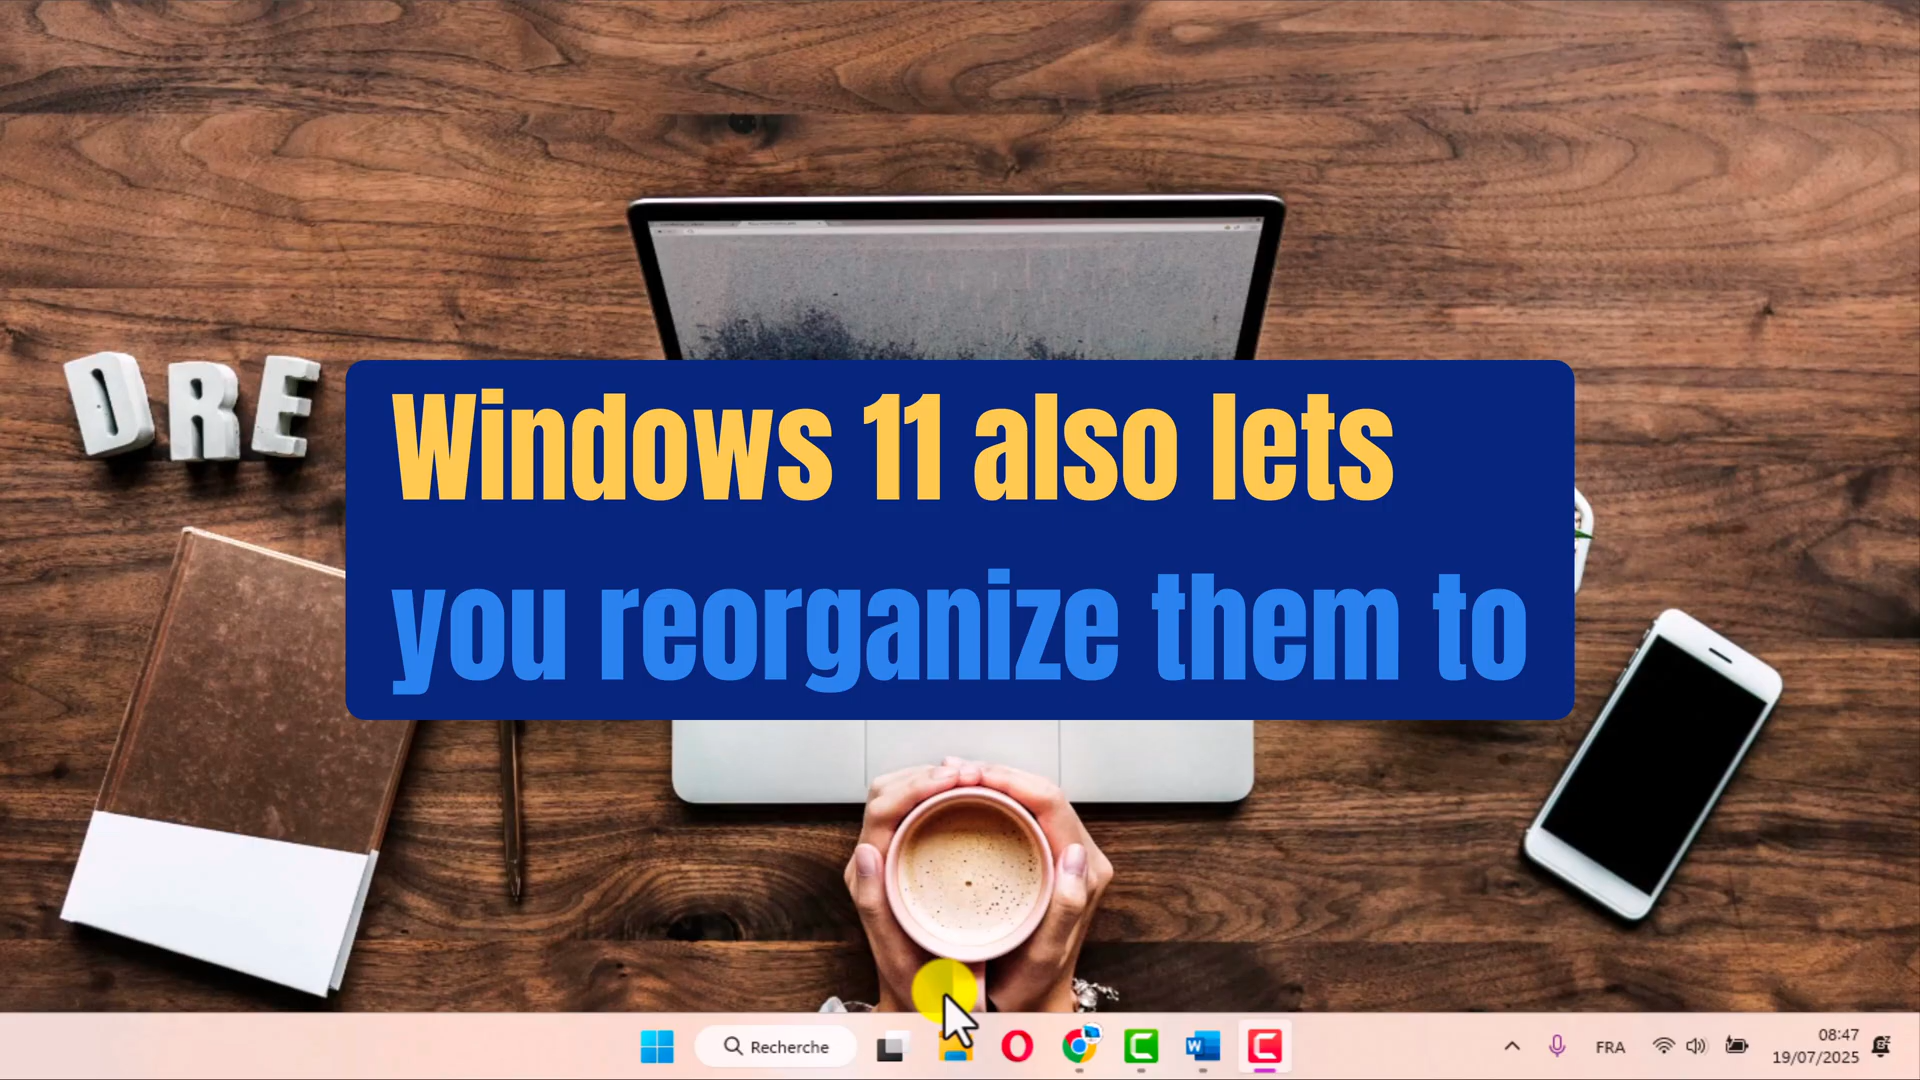 DRE
Windows 11 also lets
you reorganize them to
Recherche
W
FRA
08:47
19/07/2025